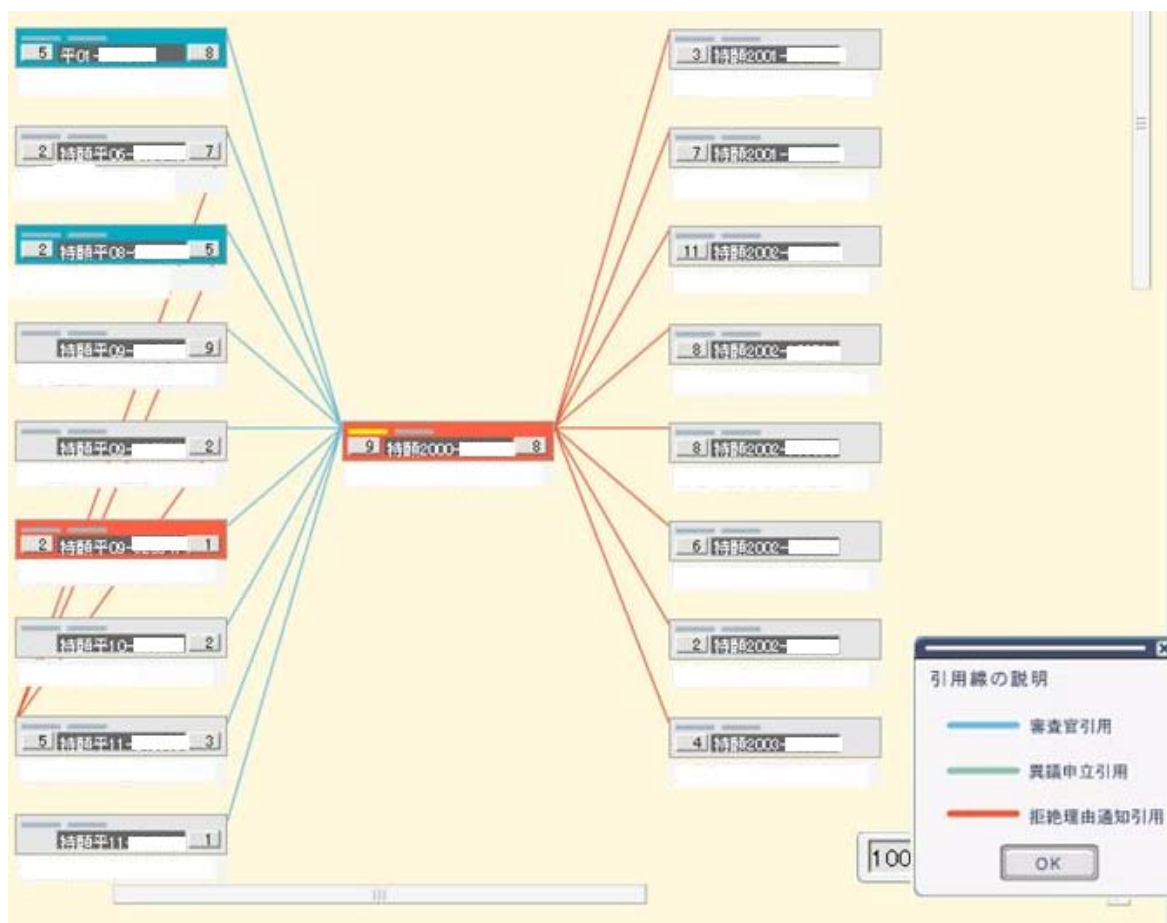 5 平01- 8
2 特願平06- 7
2 特願平08- 5
特願平09- 9
特願平09- 2
2 特願平09- 1
特願平10- 2
5 特願平11- 3
特願平11- 1
9 特願2000- 8
3 特願2001-
7 特願2001-
11 特願2002-
8 特願2002-
8 特願2002-
6 特願2002-
2 特願2002-
4 特願2003-
引用線の説明
審査官引用
異議申立引用
拒絶理由通知引用
OK
100